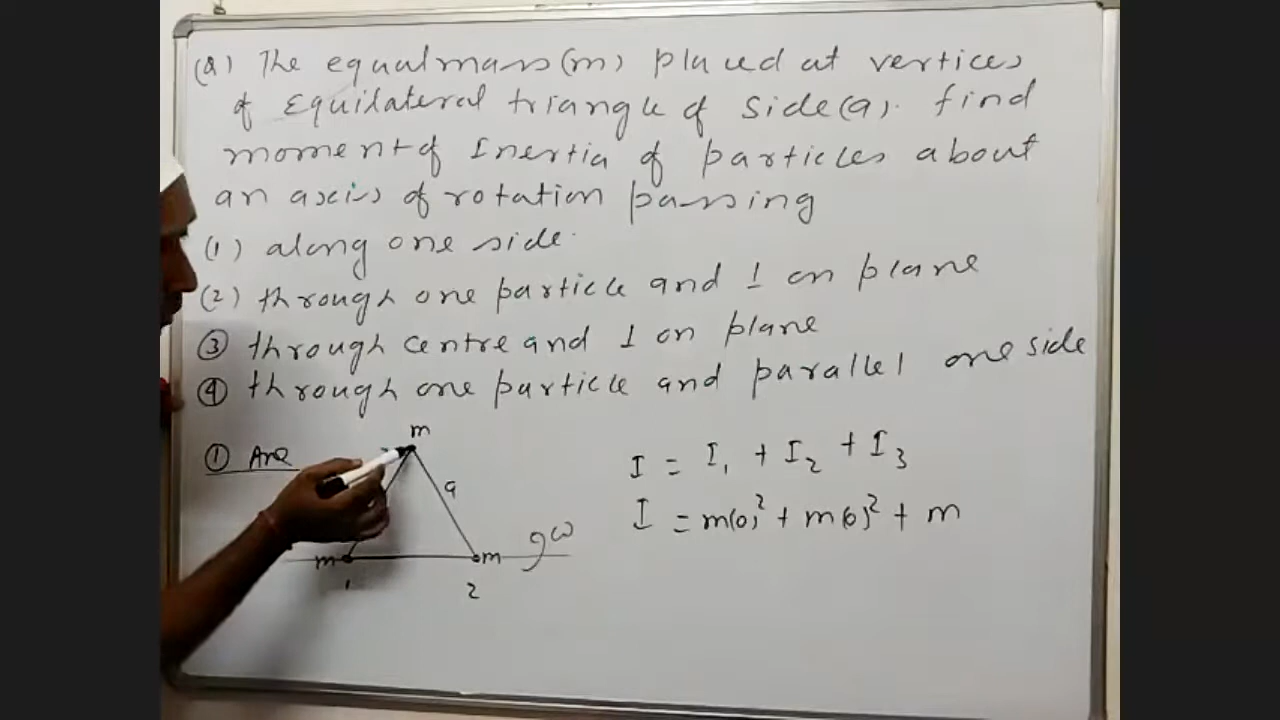 (Q) The equal mass (m) placed at vertices
of Equilateral triangle of side (a). find
moment of Inertia of particles about
an axis of rotation passing
(1) along one side.
(2) through one particle and ⊥ on plane
③ through centre and ⊥ on plane
④ through one particle and parallel one side
① Ans
m
a
m
m
ω
1
2
I = I₁ + I₂ + I₃
I = m(0)² + m(0)² + m